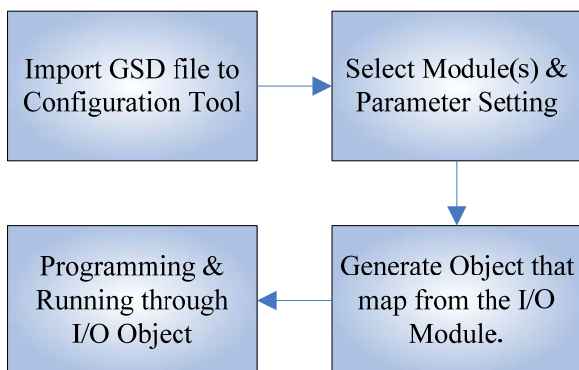 Import GSD file to
Configuration Tool
Select Module(s) &
Parameter Setting
Generate Object that
map from the I/O
Module.
Programming &
Running through
I/O Object